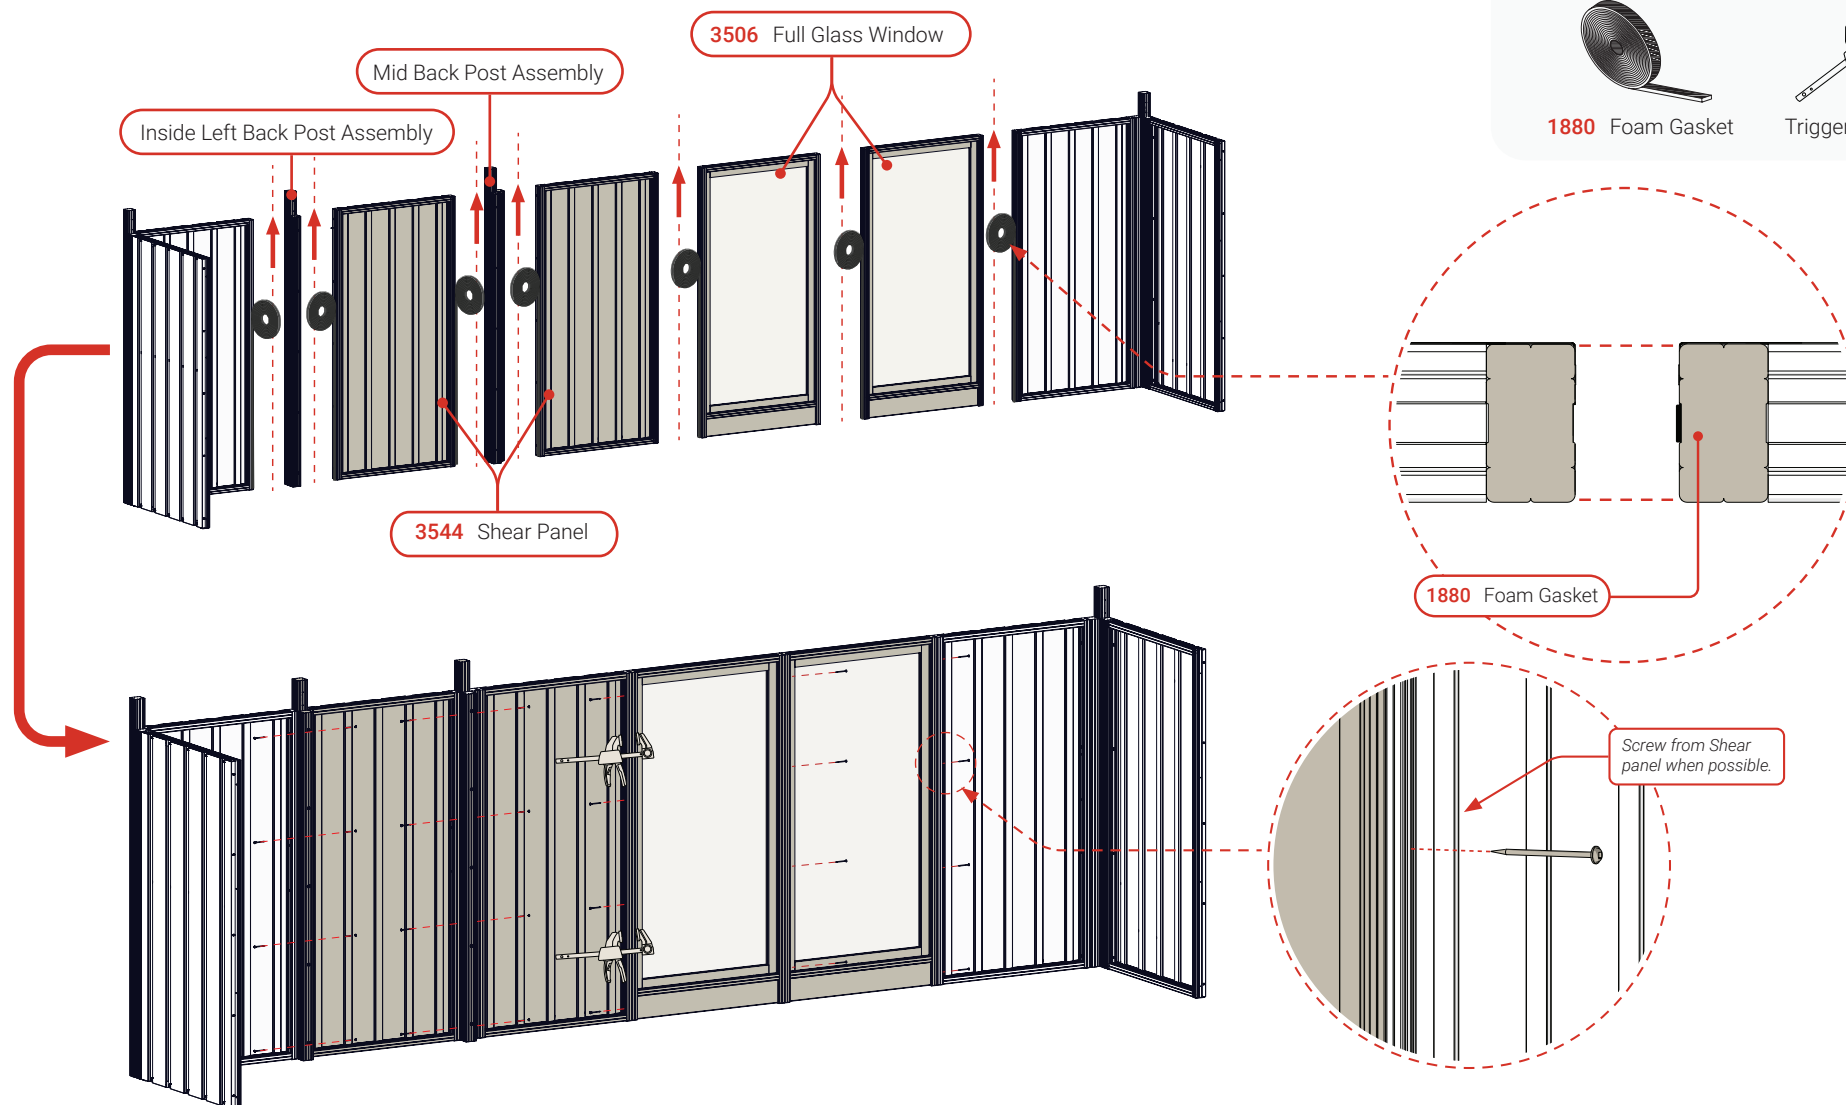 3506 Full Glass Window
Mid Back Post Assembly
Inside Left Back Post Assembly
1880 Foam Gasket
Trigger
3544 Shear Panel
1880 Foam Gasket
Screw from Shear
panel when possible.